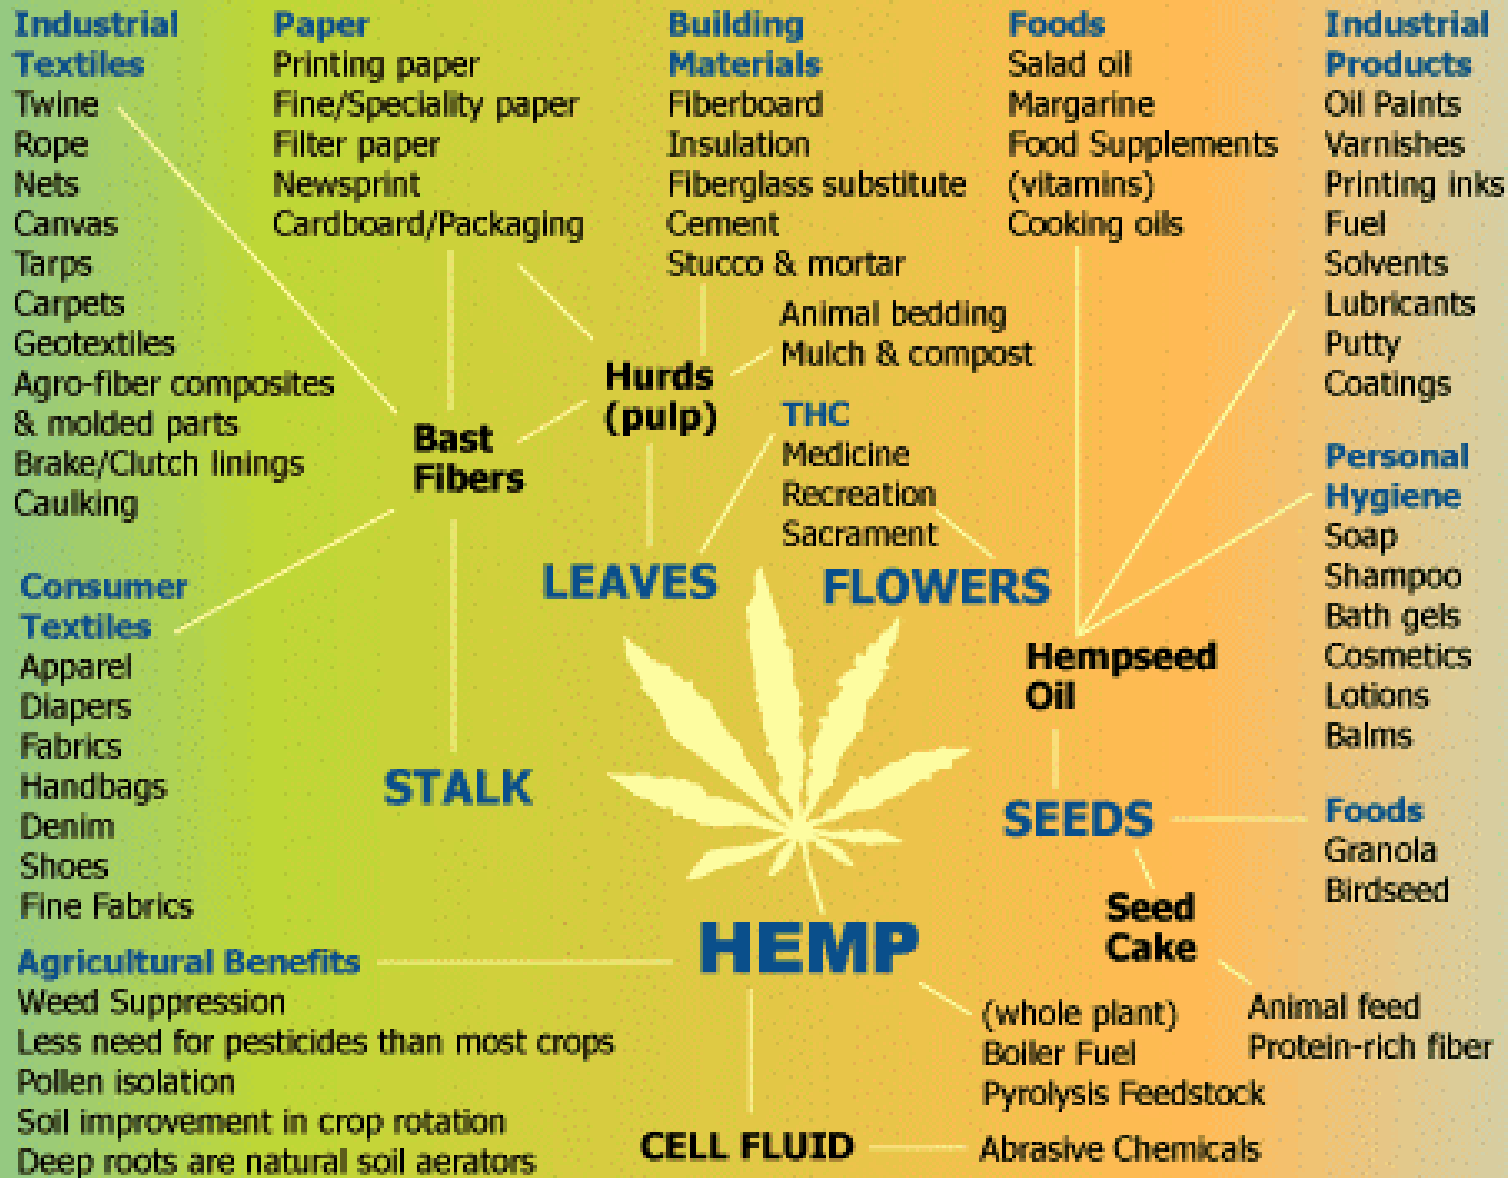 Industrial
Textiles
Twine
Rope
Nets
Canvas
Tarps
Carpets
Geotextiles
Agro-fiber composites
& molded parts
Brake/Clutch linings
Caulking
Paper
Printing paper
Fine/Speciality paper
Filter paper
Newsprint
Cardboard/Packaging
Building
Materials
Fiberboard
Insulation
Fiberglass substitute
Cement
Stucco & mortar
Foods
Salad oil
Margarine
Food Supplements
(vitamins)
Cooking oils
Industrial
Products
Oil Paints
Varnishes
Printing inks
Fuel
Solvents
Lubricants
Putty
Coatings
Animal bedding
Mulch & compost
Hurds
(pulp)
Bast
Fibers
THC
Medicine
Recreation
Sacrament
Personal
Hygiene
Soap
Shampoo
Bath gels
Cosmetics
Lotions
Balms
LEAVES
FLOWERS
Consumer
Textiles
Apparel
Diapers
Fabrics
Handbags
Denim
Shoes
Fine Fabrics
Hempseed
Oil
STALK
SEEDS
Foods
Granola
Birdseed
Seed
Cake
HEMP
Agricultural Benefits
Weed Suppression
Less need for pesticides than most crops
Pollen isolation
Soil improvement in crop rotation
Deep roots are natural soil aerators
(whole plant)
Boiler Fuel
Pyrolysis Feedstock
Animal feed
Protein-rich fiber
CELL FLUID
Abrasive Chemicals